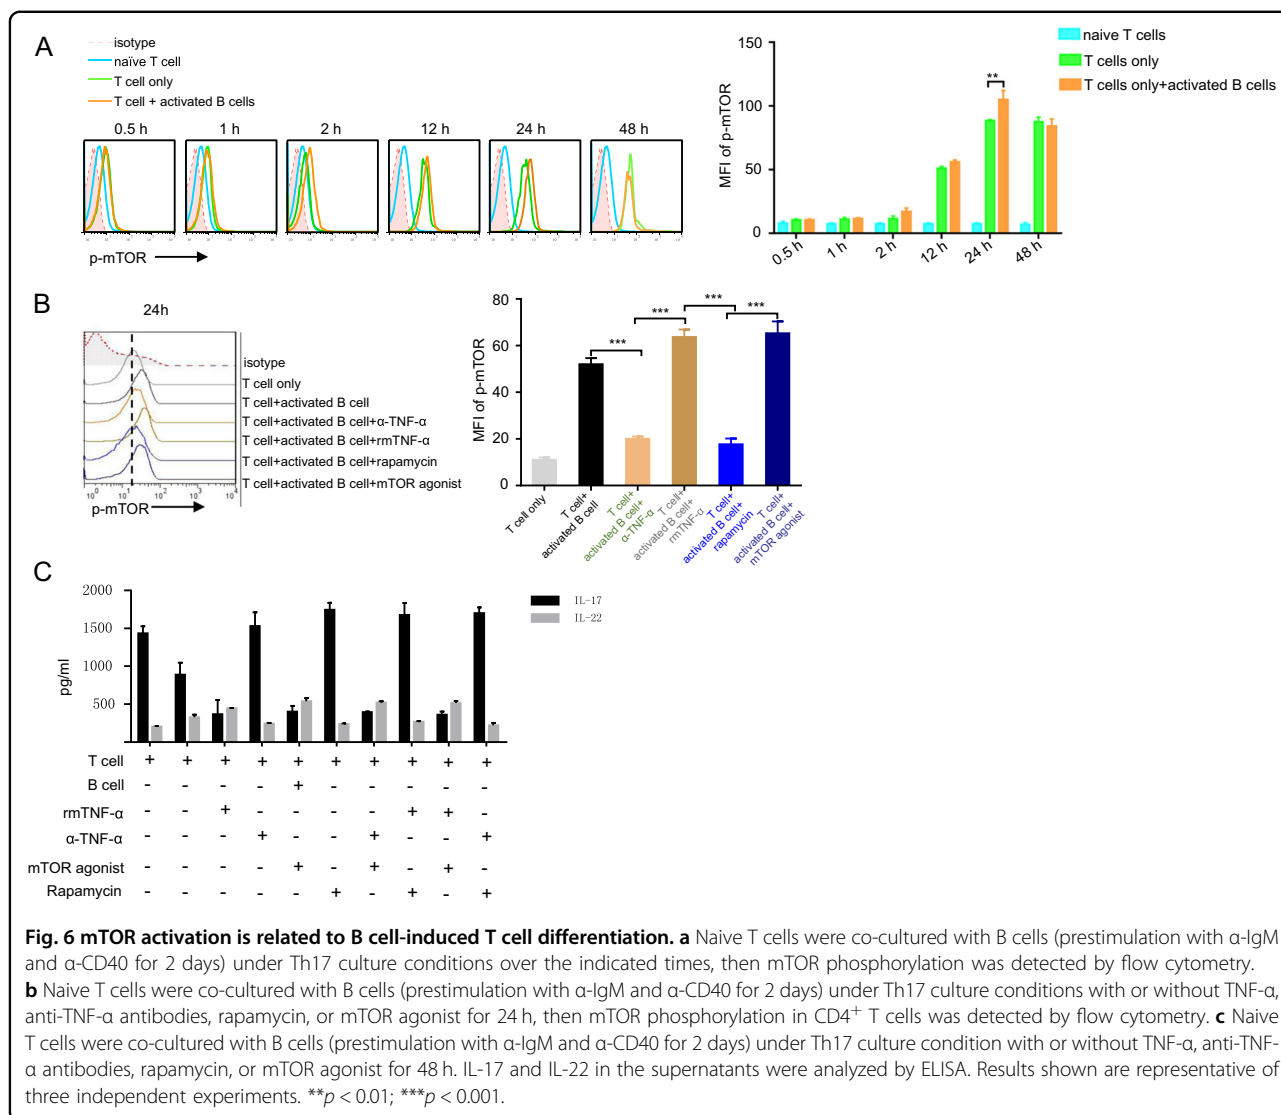 A
isotype
naïve T cell
T cell only
T cell + activated B cells
0.5 h 1 h 2 h 12 h 24 h 48 h
p-mTOR
naive T cells
T cells only
T cells only+activated B cells
MFI of p-mTOR
150
100
50
0
**
0.5 h 1 h 2 h 12 h 24 h 48 h
B
24h
isotype
T cell only
T cell+activated B cell
T cell+activated B cell+α-TNF-α
T cell+activated B cell+rmTNF-α
T cell+activated B cell+rapamycin
T cell+activated B cell+mTOR agonist
10⁰ 10¹ 10² 10³ 10⁴
p-mTOR
MFI of p-mTOR
80
60
40
20
0
*** *** *** ***
T cell only
T cell+
activated B cell
T cell+
activated B cell+
α-TNF-α
T cell+
activated B cell+
rmTNF-α
T cell+
activated B cell+
rapamycin
T cell+
activated B cell+
mTOR agonist
C
pg/ml
2000
1500
1000
500
IL-17
IL-22
T cell + + + + + + + + + +
B cell - - - - + - - - - -
rmTNF-α - - + - - - - + + -
α-TNF-α - - - + - - + - - +
mTOR agonist - - - - + - + - + -
Rapamycin - - - - - + - + - +
Fig. 6 mTOR activation is related to B cell-induced T cell differentiation. a Naive T cells were co-cultured with B cells (prestimulation with α-IgM
and α-CD40 for 2 days) under Th17 culture conditions over the indicated times, then mTOR phosphorylation was detected by flow cytometry.
b Naive T cells were co-cultured with B cells (prestimulation with α-IgM and α-CD40 for 2 days) under Th17 culture conditions with or without TNF-α,
anti-TNF-α antibodies, rapamycin, or mTOR agonist for 24 h, then mTOR phosphorylation in CD4⁺ T cells was detected by flow cytometry. c Naive
T cells were co-cultured with B cells (prestimulation with α-IgM and α-CD40 for 2 days) under Th17 culture condition with or without TNF-α, anti-TNF-
α antibodies, rapamycin, or mTOR agonist for 48 h. IL-17 and IL-22 in the supernatants were analyzed by ELISA. Results shown are representative of
three independent experiments. **p < 0.01; ***p < 0.001.